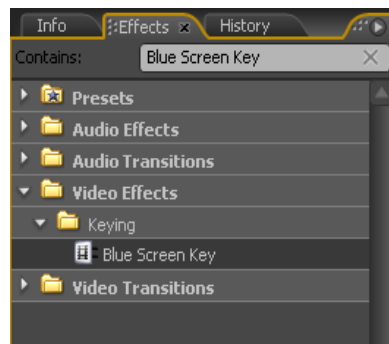 Info Effects History
Contains: Blue Screen Key
Presets
Audio Effects
Audio Transitions
Video Effects
Keying
Blue Screen Key
Video Transitions